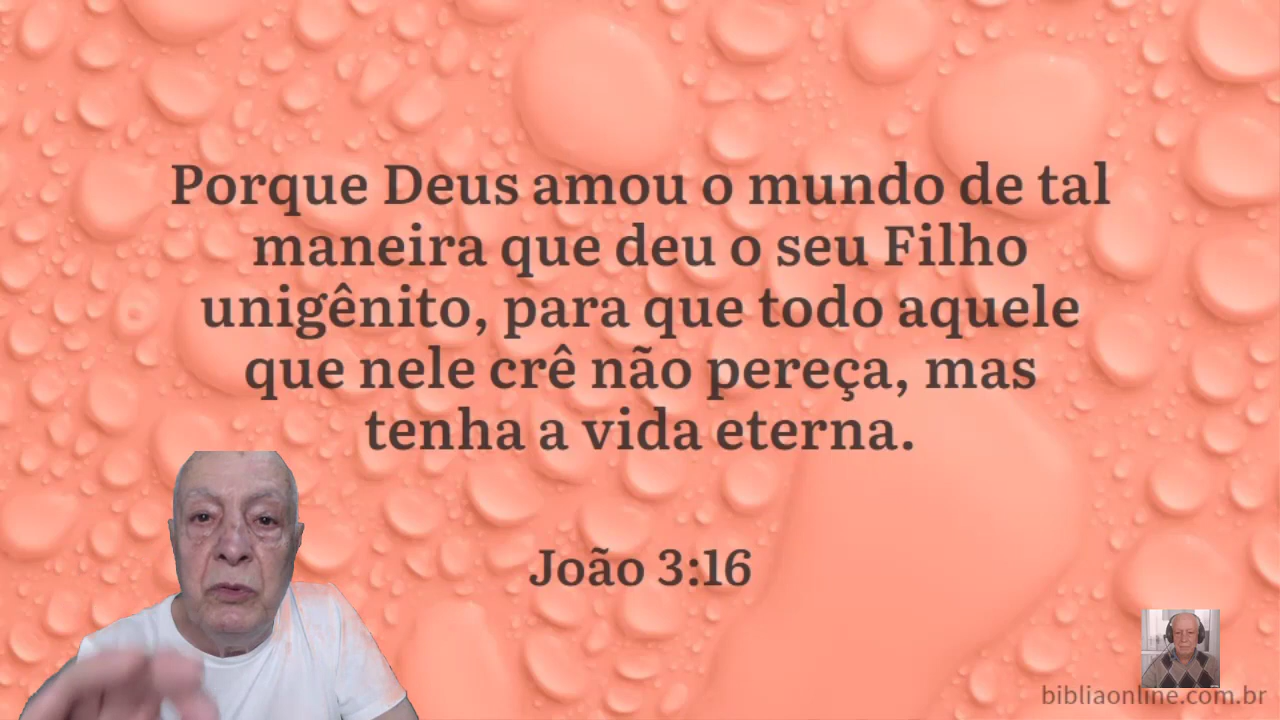 Porque Deus amou o mundo de tal
maneira que deu o seu Filho
unigênito, para que todo aquele
que nele crê não pereça, mas
tenha a vida eterna.
João 3:16
bibliaonline.com.br